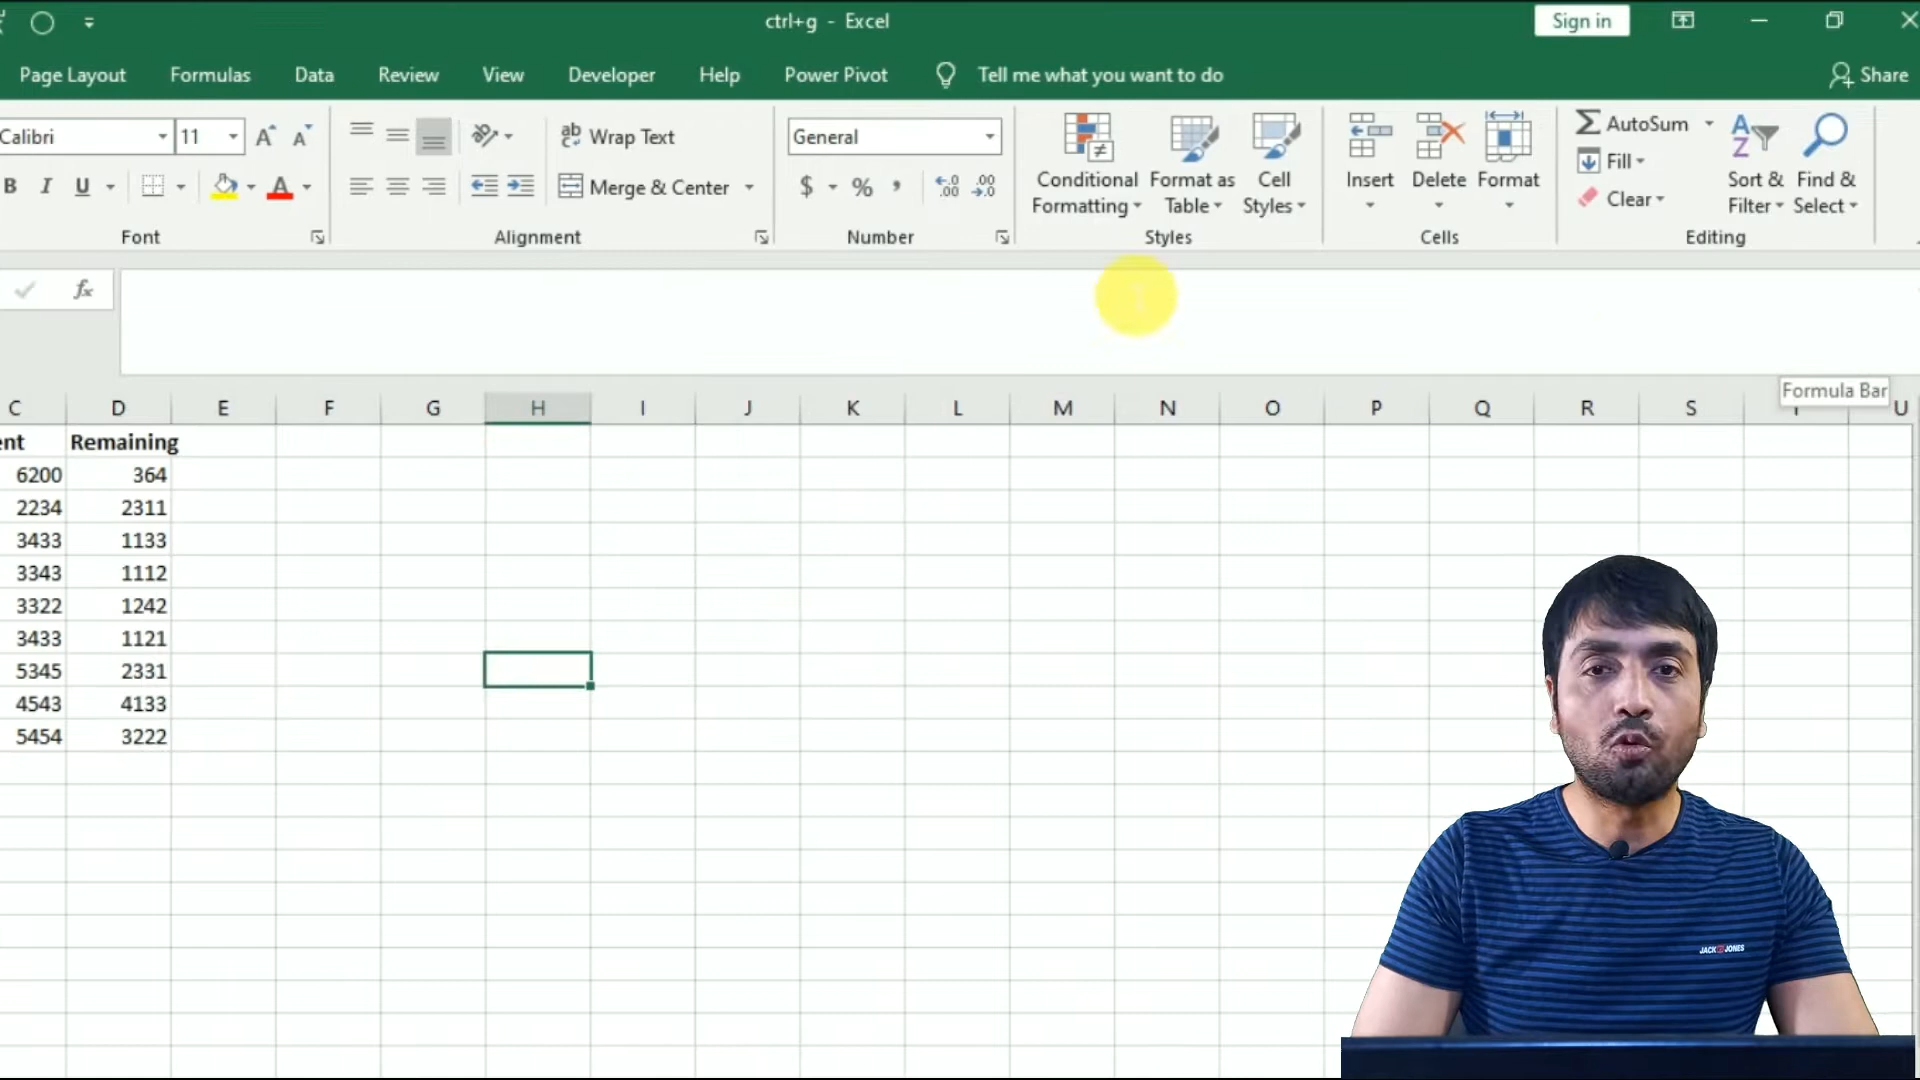 ctrl+g - Excel
Sign in
Page Layout Formulas Data Review View Developer Help Power Pivot Tell me what you want to do Share
Calibri 11 Wrap Text General AutoSum
B I U Merge & Center $ % , Fill
Conditional Formatting
Format as Table
Cell Styles
Insert Delete Format
Clear
Sort & Filter
Find & Select
Font Alignment Number Styles Cells Editing
fx
Formula Bar
C D E F G H I J K L M N O P Q R S U
ent Remaining
6200 364
2234 2311
3433 1133
3343 1112
3322 1242
3433 1121
5345 2331
4543 4133
5454 3222
JACK & JONES